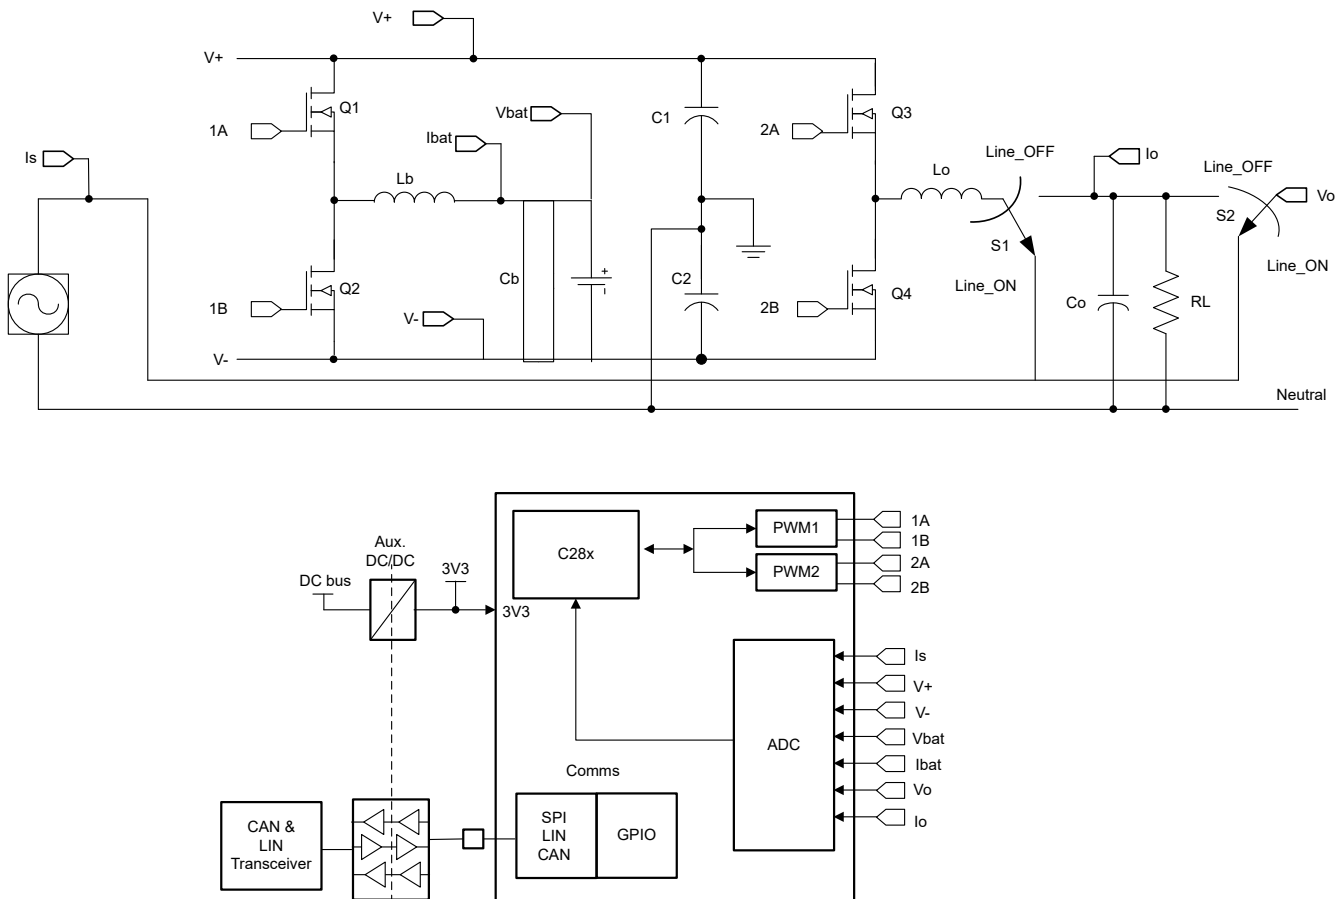 V+
V+
Q1
1A
Is
Vbat
Ibat
Lb
C1
2A
Q3
Line_OFF
Lo
Io
Line_OFF
Vo
S2
S1
Line_ON
Line_ON
Q2
1B
V-
V-
Cb
+
-
C2
2B
Q4
Co
RL
Neutral
Aux.
DC/DC
DC bus
3V3
3V3
C28x
PWM1
PWM2
1A
1B
2A
2B
ADC
Is
V+
V-
Vbat
Ibat
Vo
Io
Comms
CAN &
LIN
Transceiver
SPI
LIN
CAN
GPIO